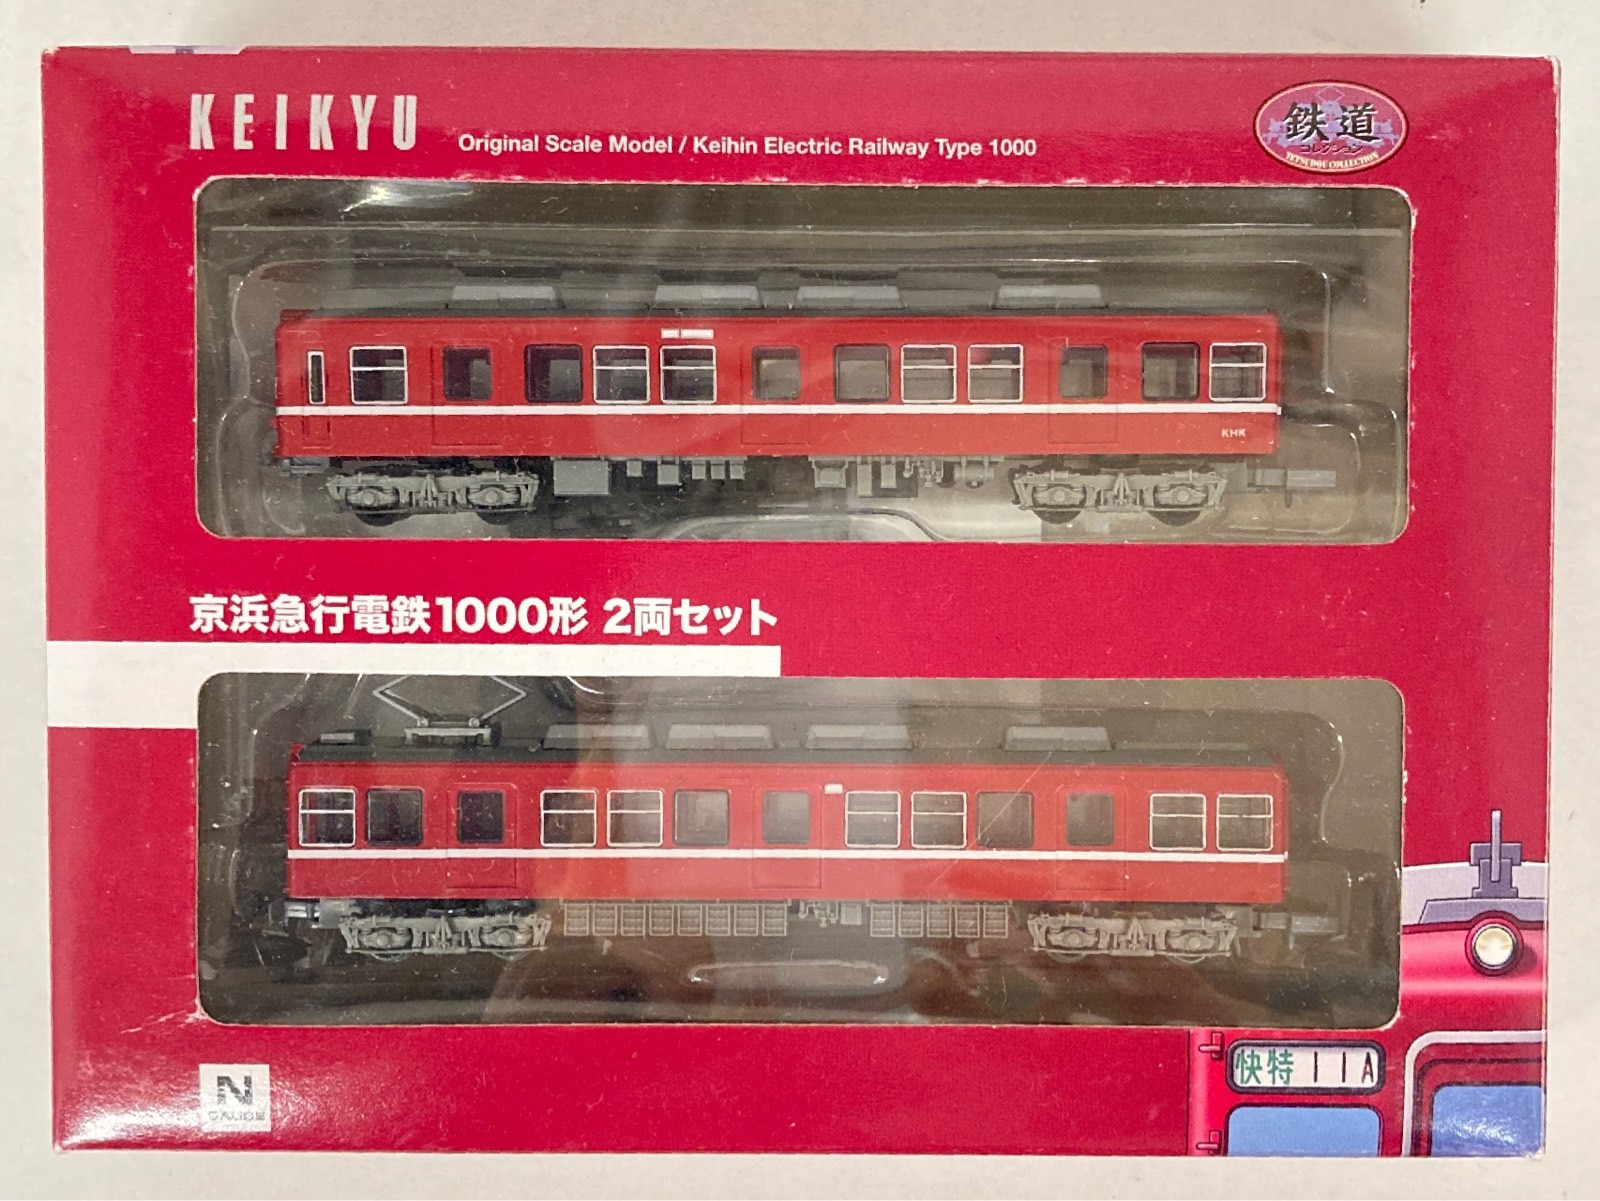 KEIKYU
Original Scale Model / Keihin Electric Railway Type 1000
鉄道
コレクション
TETSUDOU COLLECTION
KHK
京浜急行電鉄1000形 2両セット
N
GAUGE
快特 11A